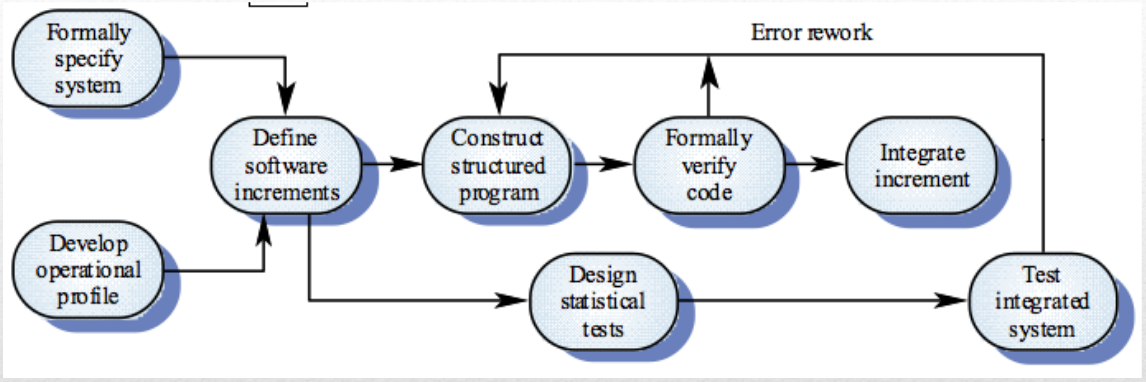 Error rework
Formally
specify
system
Define
software
increments
Construct
structured
program
Formally
verify
code
Integrate
increment
Develop
operational
profile
Design
statistical
tests
Test
integrated
system